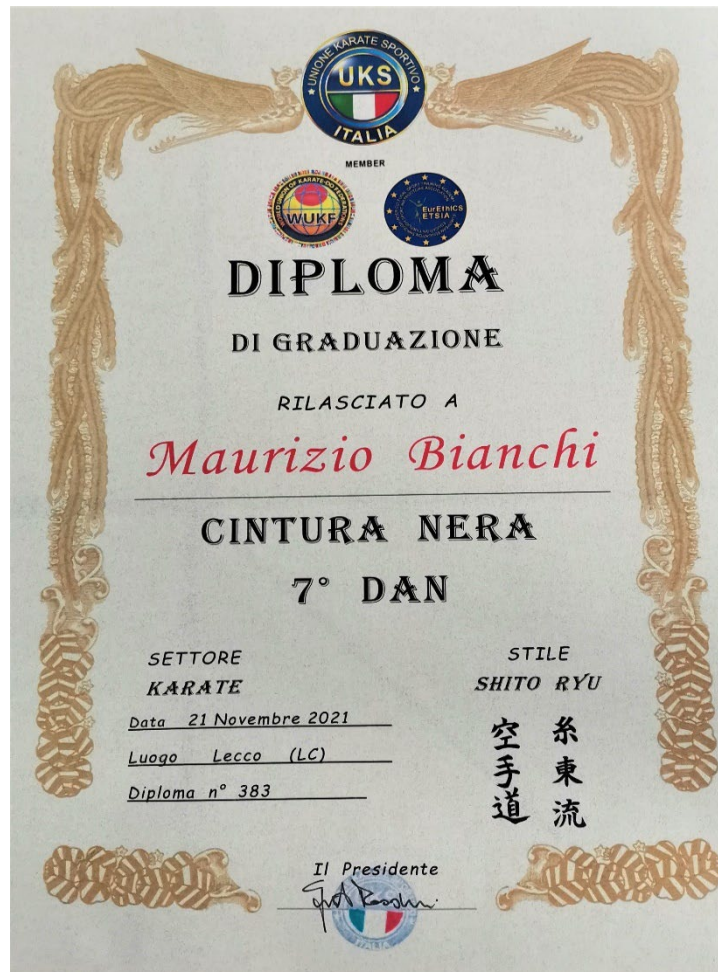 UNIONE KARATE SPORTIVO
UKS
ITALIA
MEMBER
WUKF
EurEthICS
ETSIA
DIPLOMA
DI GRADUAZIONE
RILASCIATO A
Maurizio Bianchi
CINTURA NERA
7° DAN
SETTORE
KARATE
STILE
SHITO RYU
Data 21 Novembre 2021
Luogo Lecco (LC)
Diploma n° 383
糸東流
空手道
Il Presidente
ITALIA